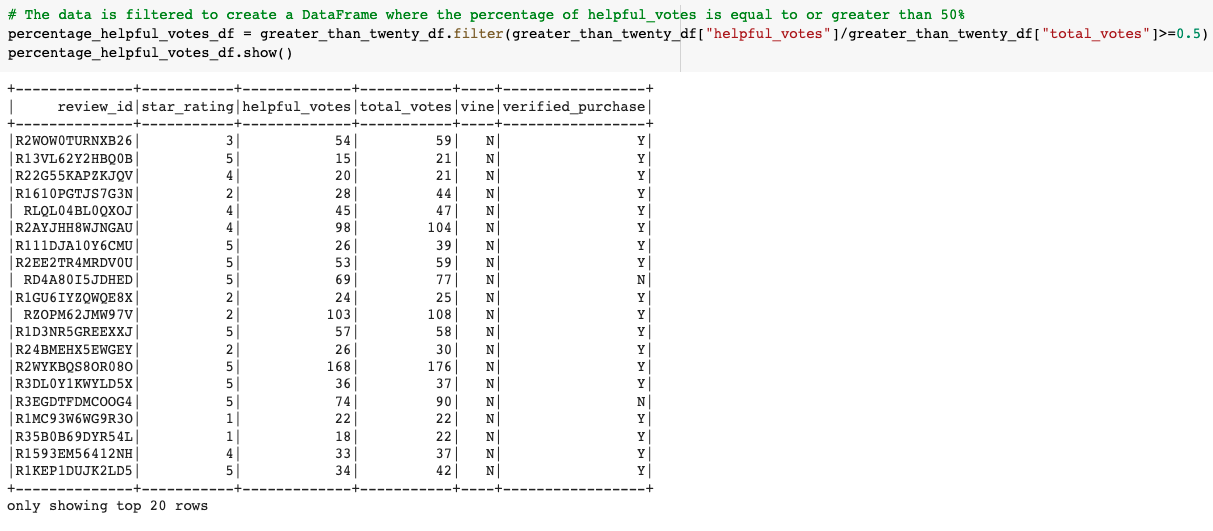 # The data is filtered to create a DataFrame where the percentage of helpful_votes is equal to or greater than 50%
percentage_helpful_votes_df = greater_than_twenty_df.filter(greater_than_twenty_df["helpful_votes"]/greater_than_twenty_df["total_votes"]>=0.5)
percentage_helpful_votes_df.show()
+--------------+-----------+-------------+-----------+----+-----------------+
|     review_id|star_rating|helpful_votes|total_votes|vine|verified_purchase|
+--------------+-----------+-------------+-----------+----+-----------------+
|R2WOW0TURNXB26|          3|           54|         59|   N|                Y|
|R13VL62Y2HBQ0B|          5|           15|         21|   N|                Y|
|R22G55KAPZKJQV|          4|           20|         21|   N|                Y|
|R1610PGTJS7G3N|          2|           28|         44|   N|                Y|
| RLQL04BL0QXOJ|          4|           45|         47|   N|                Y|
|R2AYJHH8WJNGAU|          4|           98|        104|   N|                Y|
|R111DJA10Y6CMU|          5|           26|         39|   N|                Y|
|R2EE2TR4MRDV0U|          5|           53|         59|   N|                Y|
| RD4A80I5JDHED|          5|           69|         77|   N|                N|
|R1GU6IYZQWQE8X|          2|           24|         25|   N|                Y|
| RZOPM62JMW97V|          2|          103|        108|   N|                Y|
|R1D3NR5GREEXXJ|          5|           57|         58|   N|                Y|
|R24BMEHX5EWGEY|          2|           26|         30|   N|                Y|
|R2WYKBQS8OR08O|          5|          168|        176|   N|                Y|
|R3DL0Y1KWYLD5X|          5|           36|         37|   N|                Y|
|R3EGDTFDMCOOG4|          5|           74|         90|   N|                N|
|R1MC93W6WG9R3O|          1|           22|         22|   N|                Y|
|R35B0B69DYR54L|          1|           18|         22|   N|                Y|
|R1593EM56412NH|          4|           33|         37|   N|                Y|
|R1KEP1DUJK2LD5|          5|           34|         42|   N|                Y|
+--------------+-----------+-------------+-----------+----+-----------------+
only showing top 20 rows